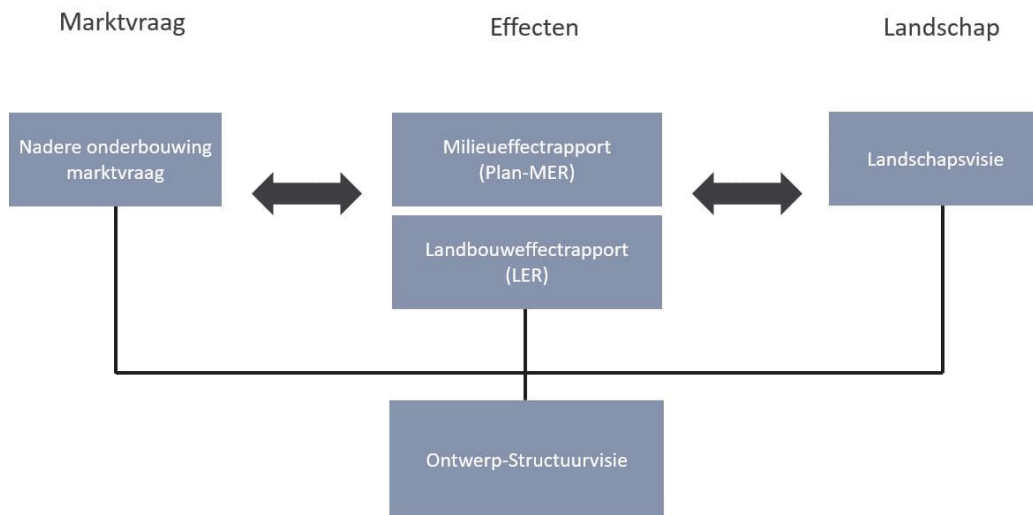 Marktvraag
Effecten
Landschap
Nadere onderbouwing
marktvraag
Milieueffectrapport
(Plan-MER)
Landschapsvisie
Landbouweffectrapport
(LER)
Ontwerp-Structuurvisie